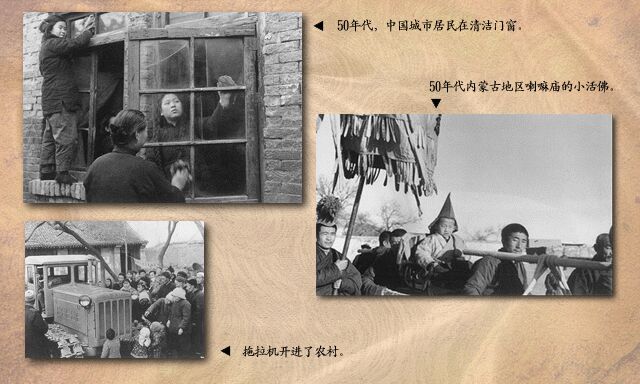 50年代，中国城市居民在清洁门窗。
50年代内蒙古地区喇嘛庙的小活佛。
拖拉机开进了农村。